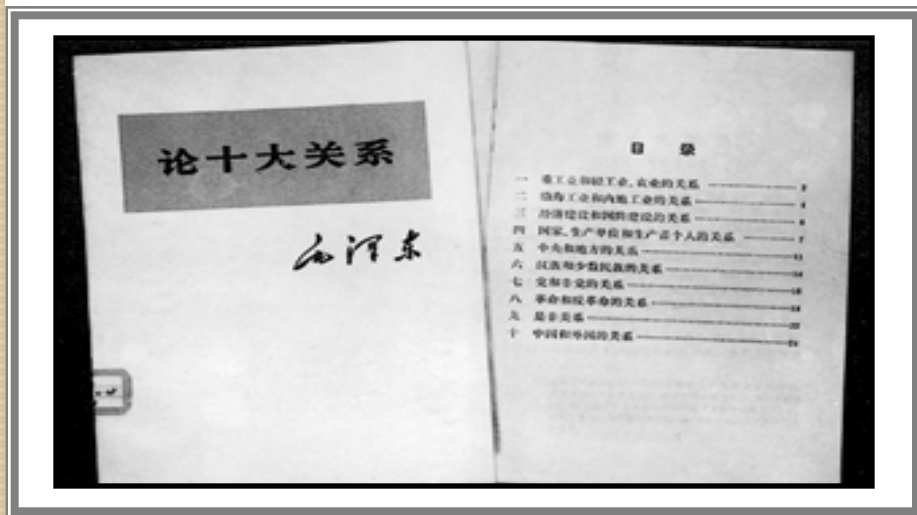 论十大关系
毛泽东
目 录
一 重工业和轻工业、农业的关系
二 沿海工业和内地工业的关系
三 经济建设和国防建设的关系
四 国家、生产单位和生产者个人的关系
五 中央和地方的关系
六 汉族和少数民族的关系
七 党和非党的关系
八 革命和反革命的关系
九 是非关系
十 中国和外国的关系